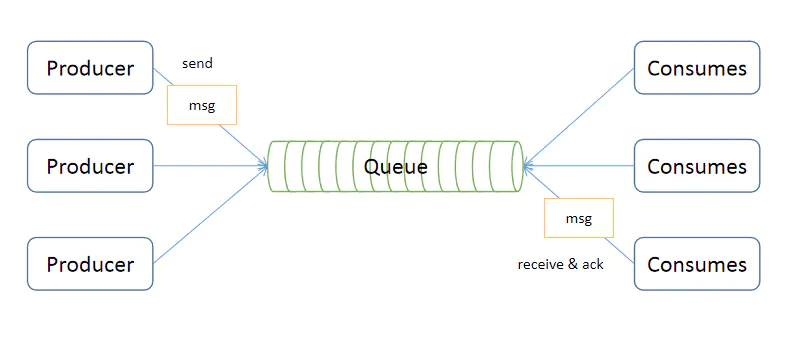 Producer
send
msg
Producer
Producer
Queue
Consumes
Consumes
msg
receive & ack
Consumes